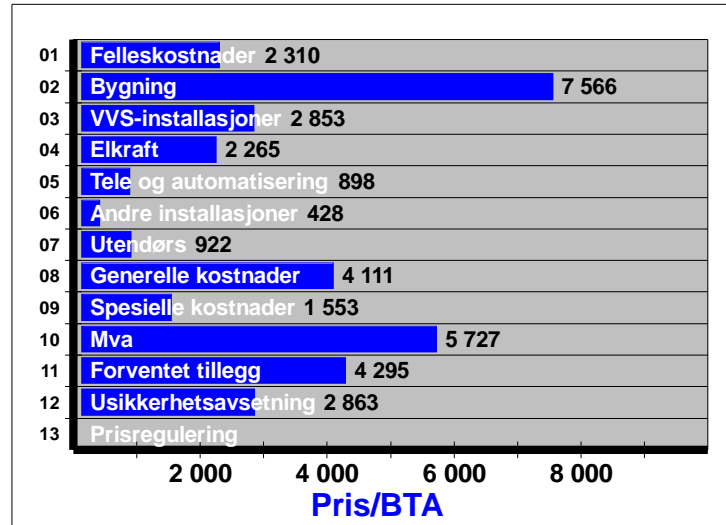 01 Felleskostnader 2 310
02 Bygning 7 566
03 VVS-installasjoner 2 853
04 Elkraft 2 265
05 Tele og automatisering 898
06 Andre installasjoner 428
07 Utendørs 922
08 Generelle kostnader 4 111
09 Spesielle kostnader 1 553
10 Mva 5 727
11 Forventet tillegg 4 295
12 Usikkerhetsavsetning 2 863
13 Prisregulering
2 000 4 000 6 000 8 000
Pris/BTA